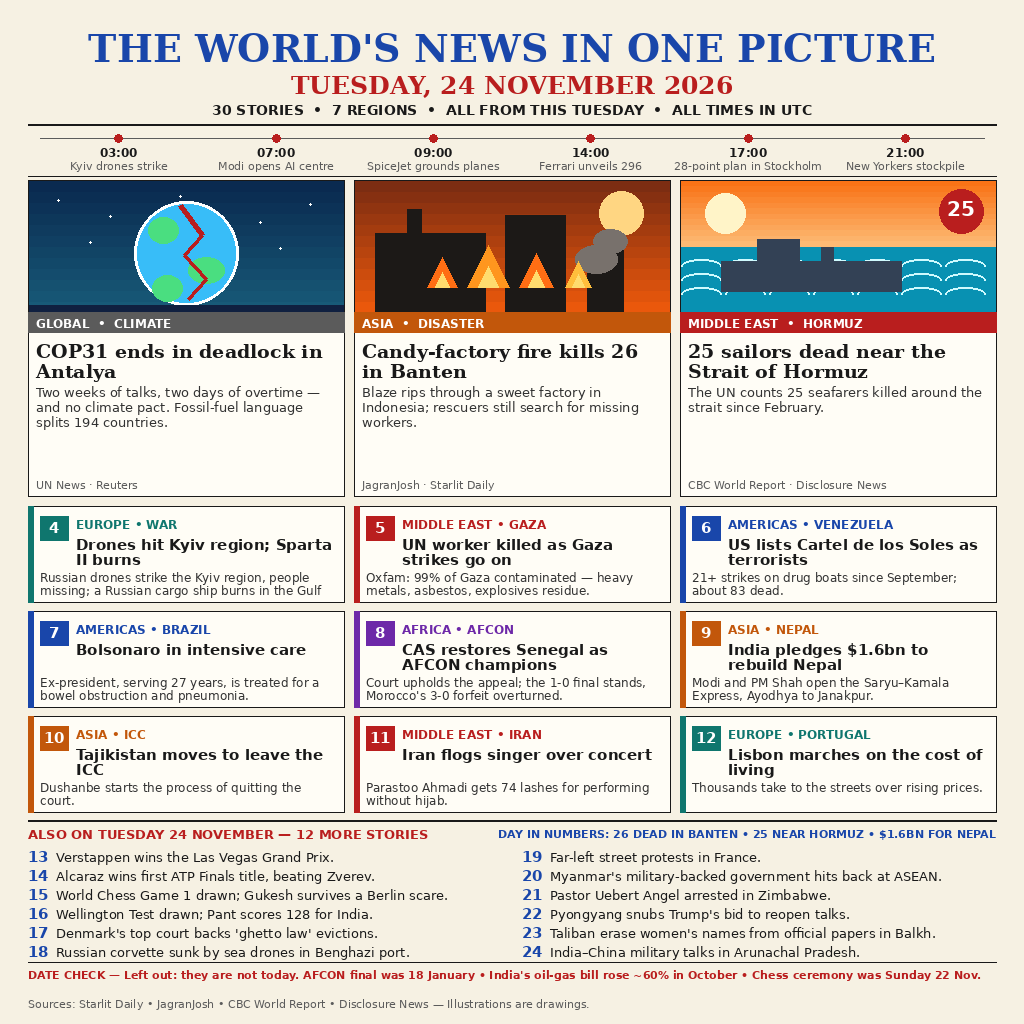 THE WORLD'S NEWS IN ONE PICTURE
TUESDAY, 24 NOVEMBER 2026
30 STORIES • 7 REGIONS • ALL FROM THIS TUESDAY • ALL TIMES IN UTC
03:00
Kyiv drones strike
07:00
Modi opens AI centre
09:00
SpiceJet grounds planes
14:00
Ferrari unveils 296
17:00
28-point plan in Stockholm
21:00
New Yorkers stockpile
GLOBAL • CLIMATE
COP31 ends in deadlock in
Antalya
Two weeks of talks, two days of overtime —
and no climate pact. Fossil-fuel language
splits 194 countries.
UN News · Reuters
ASIA • DISASTER
Candy-factory fire kills 26
in Banten
Blaze rips through a sweet factory in
Indonesia; rescuers still search for missing
workers.
JagranJosh · Starlit Daily
25
MIDDLE EAST • HORMUZ
25 sailors dead near the
Strait of Hormuz
The UN counts 25 seafarers killed around the
strait since February.
CBC World Report · Disclosure News
4
EUROPE • WAR
Drones hit Kyiv region; Sparta
II burns
Russian drones strike the Kyiv region, people
missing; a Russian cargo ship burns in the Gulf
5
MIDDLE EAST • GAZA
UN worker killed as Gaza
strikes go on
Oxfam: 99% of Gaza contaminated — heavy
metals, asbestos, explosives residue.
6
AMERICAS • VENEZUELA
US lists Cartel de los Soles as
terrorists
21+ strikes on drug boats since September;
about 83 dead.
7
AMERICAS • BRAZIL
Bolsonaro in intensive care
Ex-president, serving 27 years, is treated for a
bowel obstruction and pneumonia.
8
AFRICA • AFCON
CAS restores Senegal as
AFCON champions
Court upholds the appeal; the 1-0 final stands,
Morocco's 3-0 forfeit overturned.
9
ASIA • NEPAL
India pledges $1.6bn to
rebuild Nepal
Modi and PM Shah open the Saryu–Kamala
Express, Ayodhya to Janakpur.
10
ASIA • ICC
Tajikistan moves to leave the
ICC
Dushanbe starts the process of quitting the
court.
11
MIDDLE EAST • IRAN
Iran flogs singer over concert
Parastoo Ahmadi gets 74 lashes for performing
without hijab.
12
EUROPE • PORTUGAL
Lisbon marches on the cost of
living
Thousands take to the streets over rising prices.
ALSO ON TUESDAY 24 NOVEMBER — 12 MORE STORIES
DAY IN NUMBERS: 26 DEAD IN BANTEN • 25 NEAR HORMUZ • $1.6BN FOR NEPAL
13 Verstappen wins the Las Vegas Grand Prix.
14 Alcaraz wins first ATP Finals title, beating Zverev.
15 World Chess Game 1 drawn; Gukesh survives a Berlin scare.
16 Wellington Test drawn; Pant scores 128 for India.
17 Denmark's top court backs 'ghetto law' evictions.
18 Russian corvette sunk by sea drones in Benghazi port.
19 Far-left street protests in France.
20 Myanmar's military-backed government hits back at ASEAN.
21 Pastor Uebert Angel arrested in Zimbabwe.
22 Pyongyang snubs Trump's bid to reopen talks.
23 Taliban erase women's names from official papers in Balkh.
24 India–China military talks in Arunachal Pradesh.
DATE CHECK — Left out: they are not today. AFCON final was 18 January • India's oil-gas bill rose ~60% in October • Chess ceremony was Sunday 22 Nov.
Sources: Starlit Daily • JagranJosh • CBC World Report • Disclosure News — Illustrations are drawings.